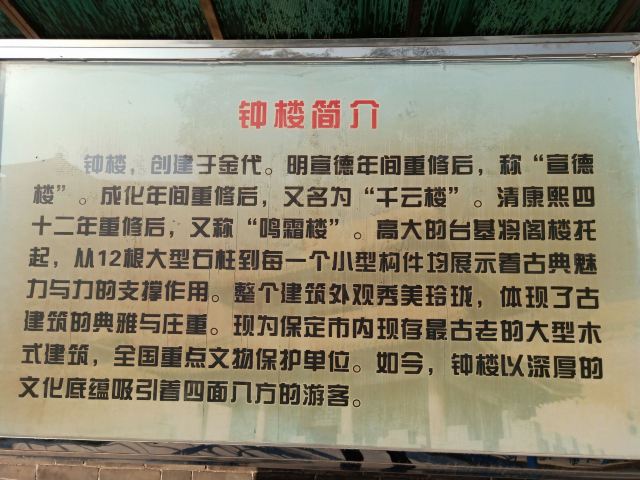 钟楼简介
钟楼，创建于金代。明宣德年间重修后，称“宣德
楼”。成化年间重修后，又名为“千云楼”。清康熙四
十二年重修后，又称“鸣霜楼”。高大的台基将阁楼托
起，从12根大型石柱到每一个小型构件均展示着古典魅
力与力的支撑作用。整个建筑外观秀美玲珑，体现了古
建筑的典雅与庄重。现为保定市内现存最古老的大型木
式建筑，全国重点文物保护单位。如今，钟楼以深厚的
文化底蕴吸引着四面八方的游客。